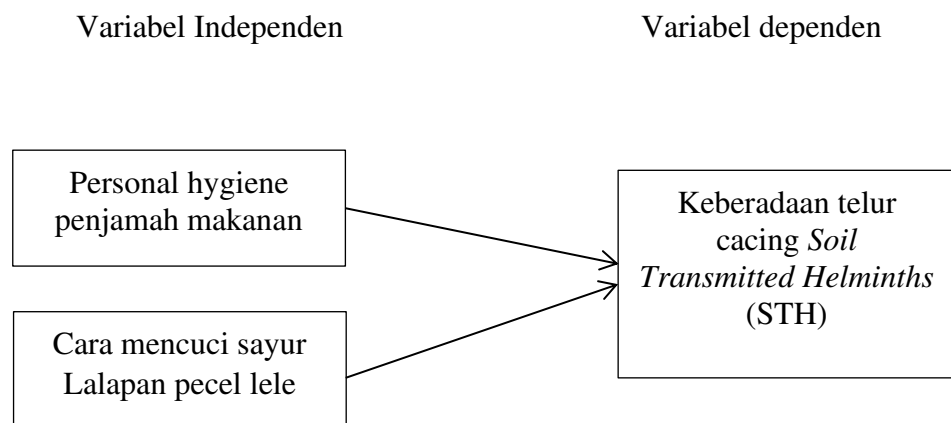 Variabel Independen
Variabel dependen
Personal hygiene
penjamah makanan
Cara mencuci sayur
Lalapan pecel lele
Keberadaan telur
cacing Soil
Transmitted Helminths
(STH)